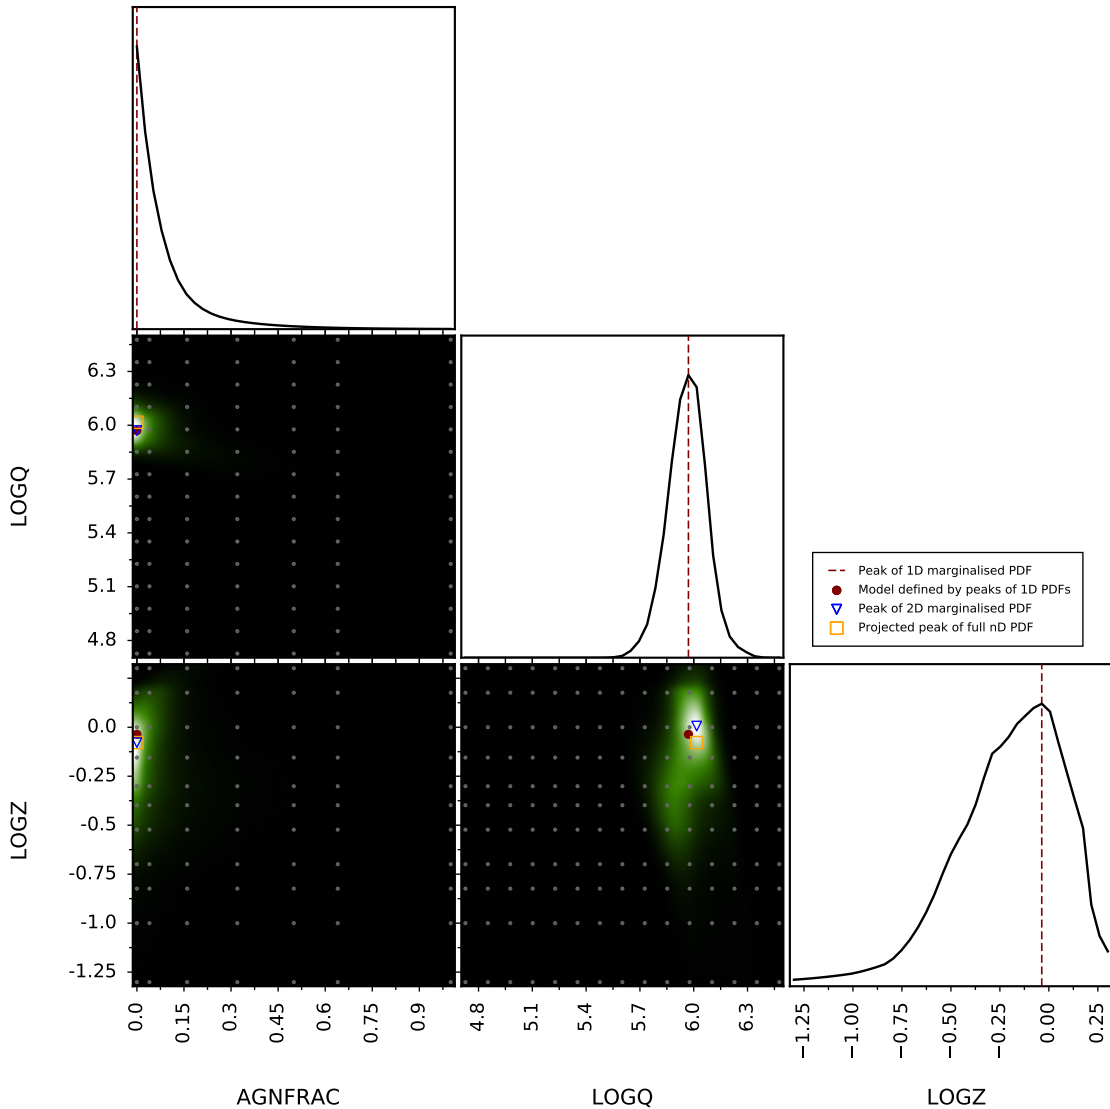 6.3
6.0
5.7
5.4
5.1
4.8
LOGQ
Peak of 1D marginalised PDF
Model defined by peaks of 1D PDFs
Peak of 2D marginalised PDF
Projected peak of full nD PDF
0.0
-0.25
-0.5
-0.75
-1.0
-1.25
LOGZ
0.0 0.15 0.3 0.45 0.6 0.75 0.9
4.8 5.1 5.4 5.7 6.0 6.3
−1.25 −1.00 −0.75 −0.50 −0.25 0.00 0.25
AGNFRAC LOGQ LOGZ